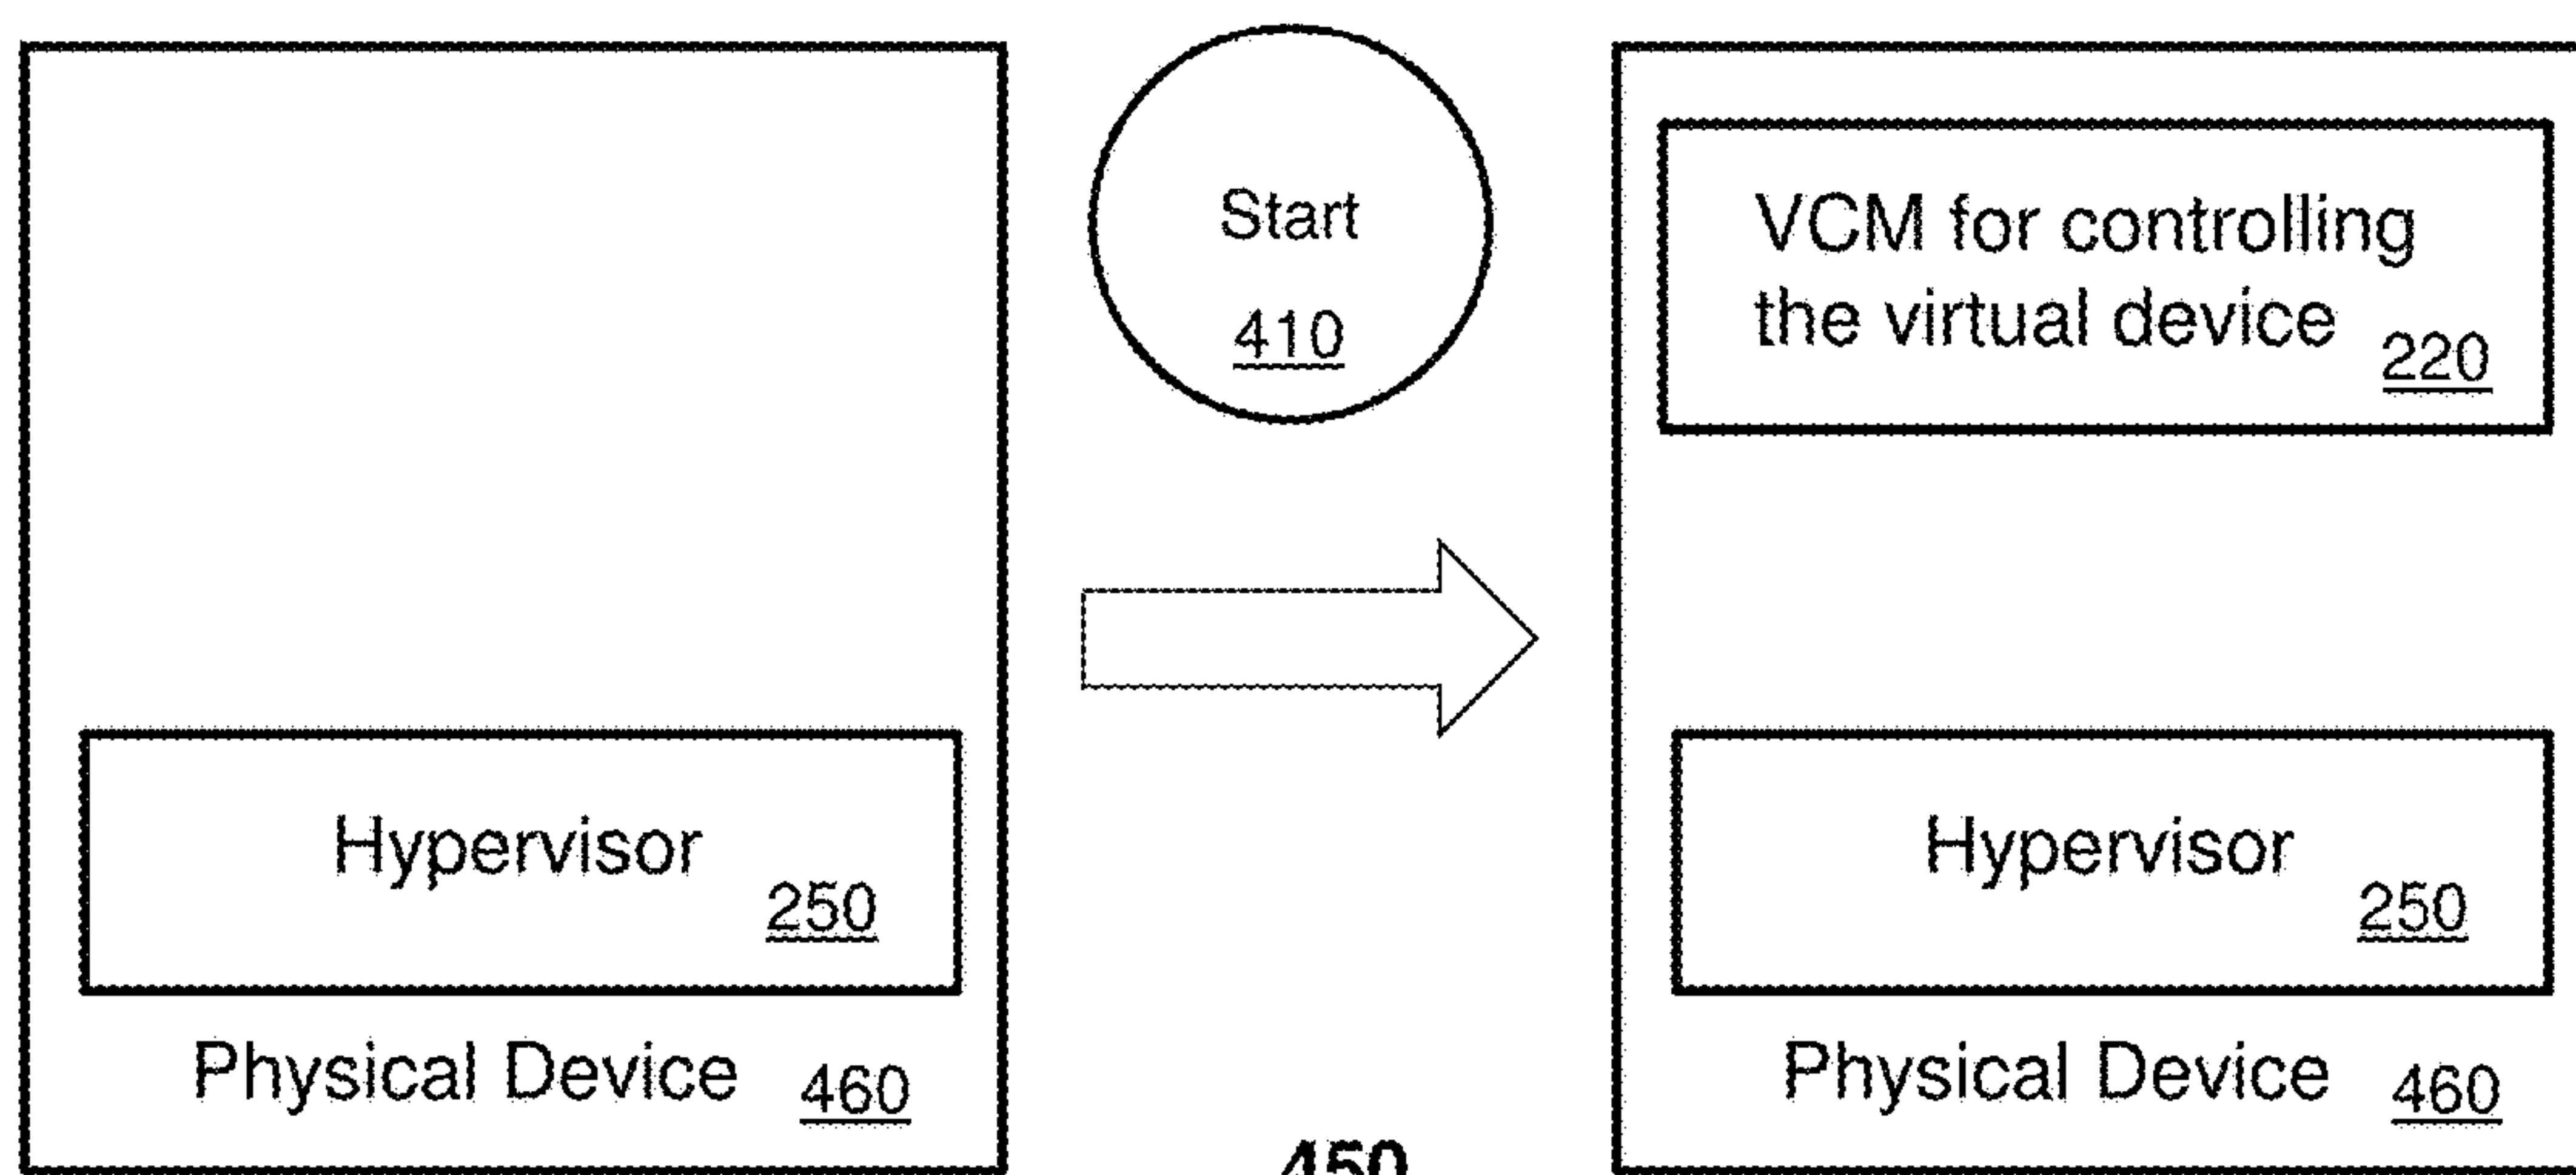 Hypervisor
250
Physical Device 460
Start
410
VCM for controlling
the virtual device 220
Hypervisor
250
Physical Device 460
450